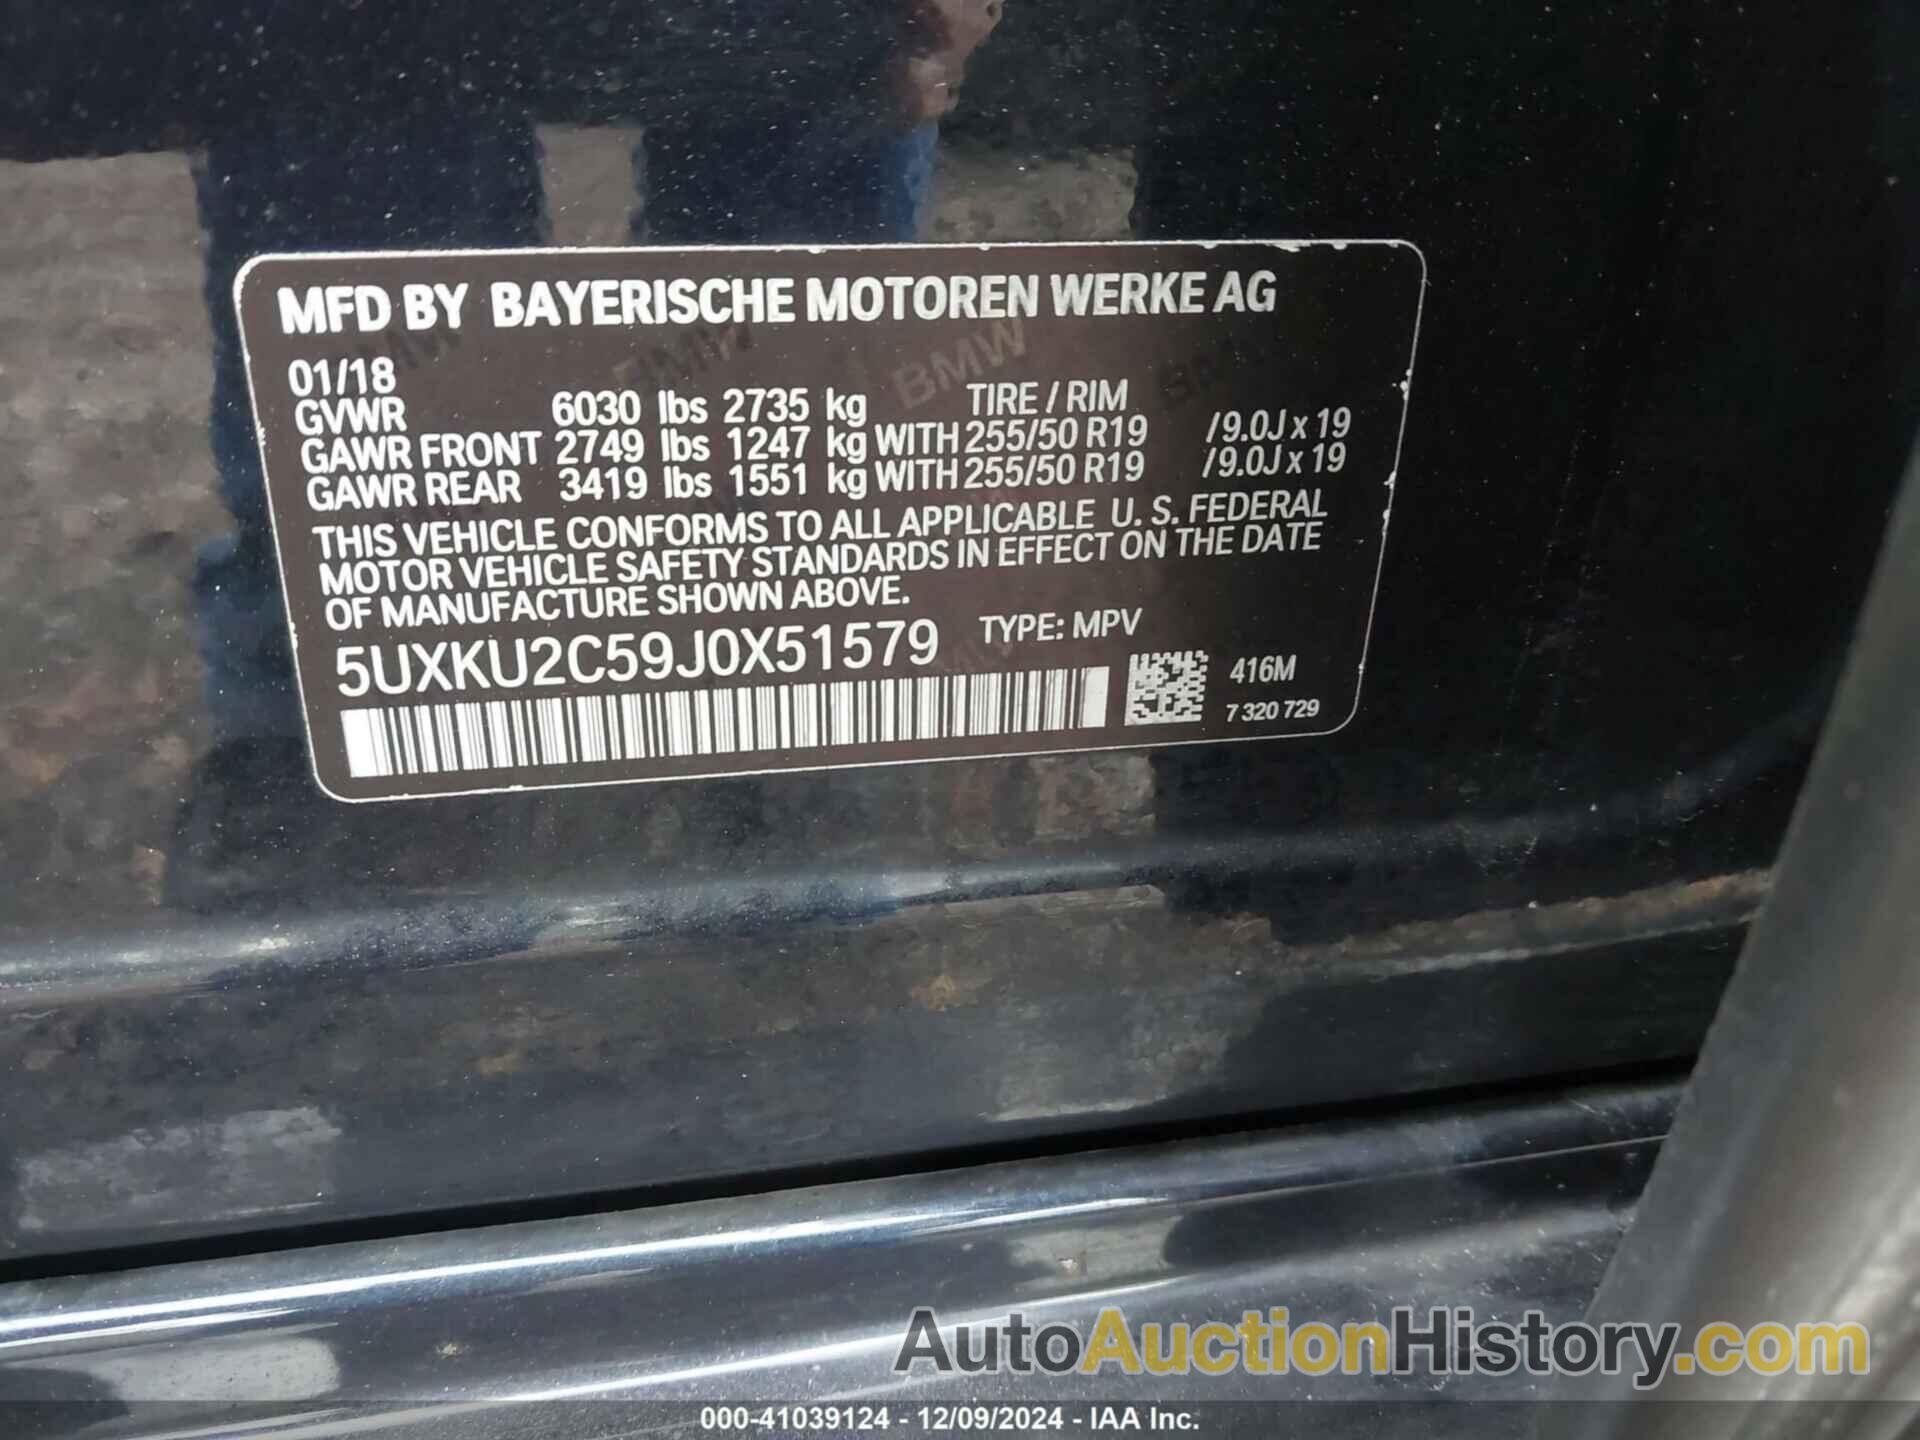 MFD BY BAYERISCHE MOTOREN WERKE AG
01/18
GVWR 6030 lbs 2735 kg TIRE / RIM
GAWR FRONT 2749 lbs 1247 kg WITH 255/50 R19 /9.0J x 19
GAWR REAR 3419 lbs 1551 kg WITH 255/50 R19 /9.0J x 19
THIS VEHICLE CONFORMS TO ALL APPLICABLE U. S. FEDERAL
MOTOR VEHICLE SAFETY STANDARDS IN EFFECT ON THE DATE
OF MANUFACTURE SHOWN ABOVE.
5UXKU2C59J0X51579 TYPE: MPV
416M
7 320 729
AutoAuctionHistory.com
000-41039124 - 12/09/2024 - IAA Inc.